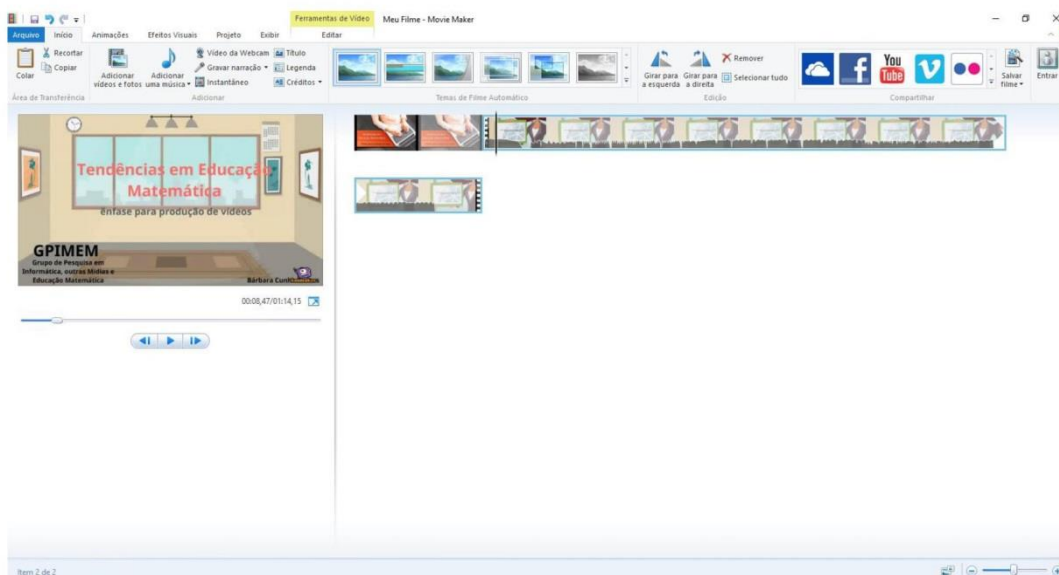 Ferramentas de Vídeo
Meu Filme - Movie Maker
Arquivo
Início
Animações
Efeitos Visuais
Projeto
Exibir
Editar
Colar
Recortar
Copiar
Área de Transferência
Adicionar
vídeos e fotos
Adicionar
uma música
Vídeo da Webcam
Gravar narração
Instantâneo
Título
Legenda
Créditos
Adicionar
Temas de Filme Automático
Girar para
a esquerda
Girar para
a direita
Remover
Selecionar tudo
Edição
You
Tube
Compartilhar
Salvar
filme
Entrar
Tendências em Educação
Matemática
ênfase para produção de vídeos
GPIMEM
Grupo de Pesquisa em
Informática, outras Mídias e
Educação Matemática
Bárbara
00:08,47/01:14,15
Item 2 de 2